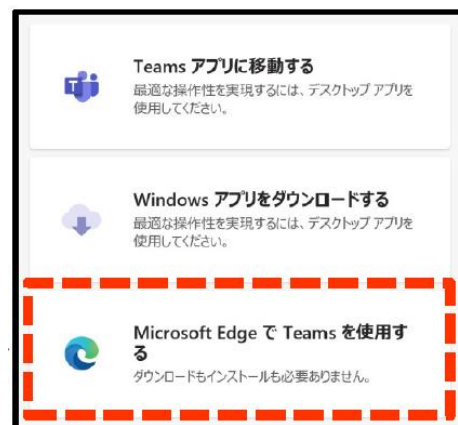 Teams アプリに移動する
最適な操作性を実現するには、デスクトップ アプリを
使用してください。
Windows アプリをダウンロードする
最適な操作性を実現するには、デスクトップ アプリを
使用してください。
Microsoft Edge で Teams を使用す
る
ダウンロードもインストールも必要ありません。